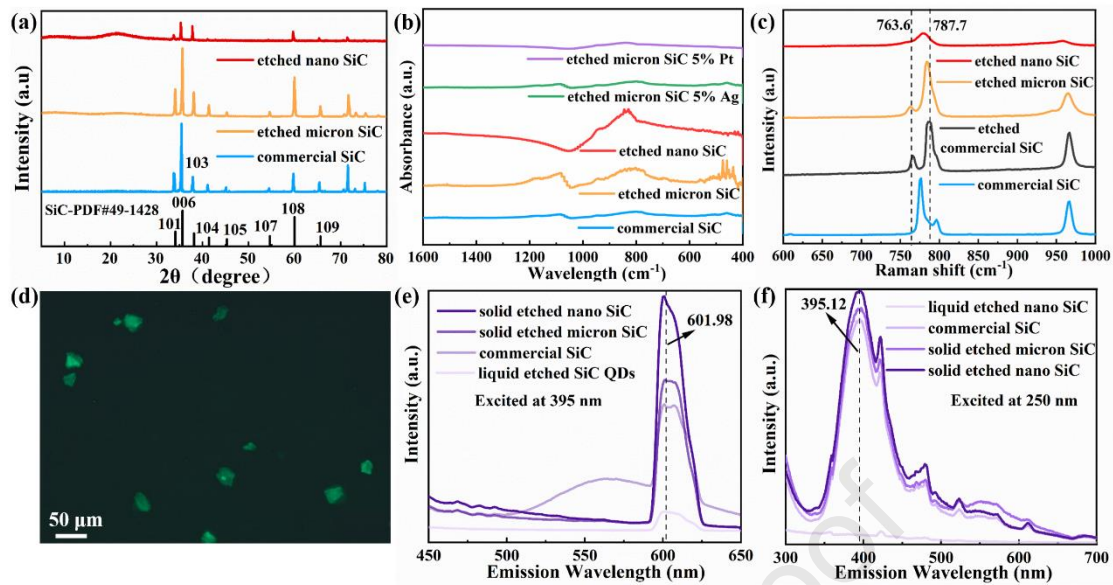 (a)
Intensity (a.u)
etched nano SiC
etched micron SiC
commercial SiC
103
SiC-PDF#49-1428
006
101
104
105
107
108
109
10 20 30 40 50 60 70 80
2θ（degree）
(b)
Absorbance (a.u.)
etched micron SiC 5% Pt
etched micron SiC 5% Ag
etched nano SiC
etched micron SiC
commercial SiC
1600 1400 1200 1000 800 600 400
Wavelength (cm-1)
(c)
Intensity (a.u)
763.6
787.7
etched nano SiC
etched micron SiC
etched
commercial SiC
commercial SiC
600 650 700 750 800 850 900 950 1000
Raman shift (cm-1)
(d)
50 μm
(e)
Intensity (a.u.)
solid etched nano SiC
solid etched micron SiC
commercial SiC
liquid etched SiC QDs
601.98
Excited at 395 nm
450 500 550 600 650
Emission Wavelength (nm)
(f)
Intensity (a.u.)
395.12
liquid etched nano SiC
commercial SiC
solid etched micron SiC
solid etched nano SiC
Excited at 250 nm
300 400 500 600 700
Emission Wavelength (nm)